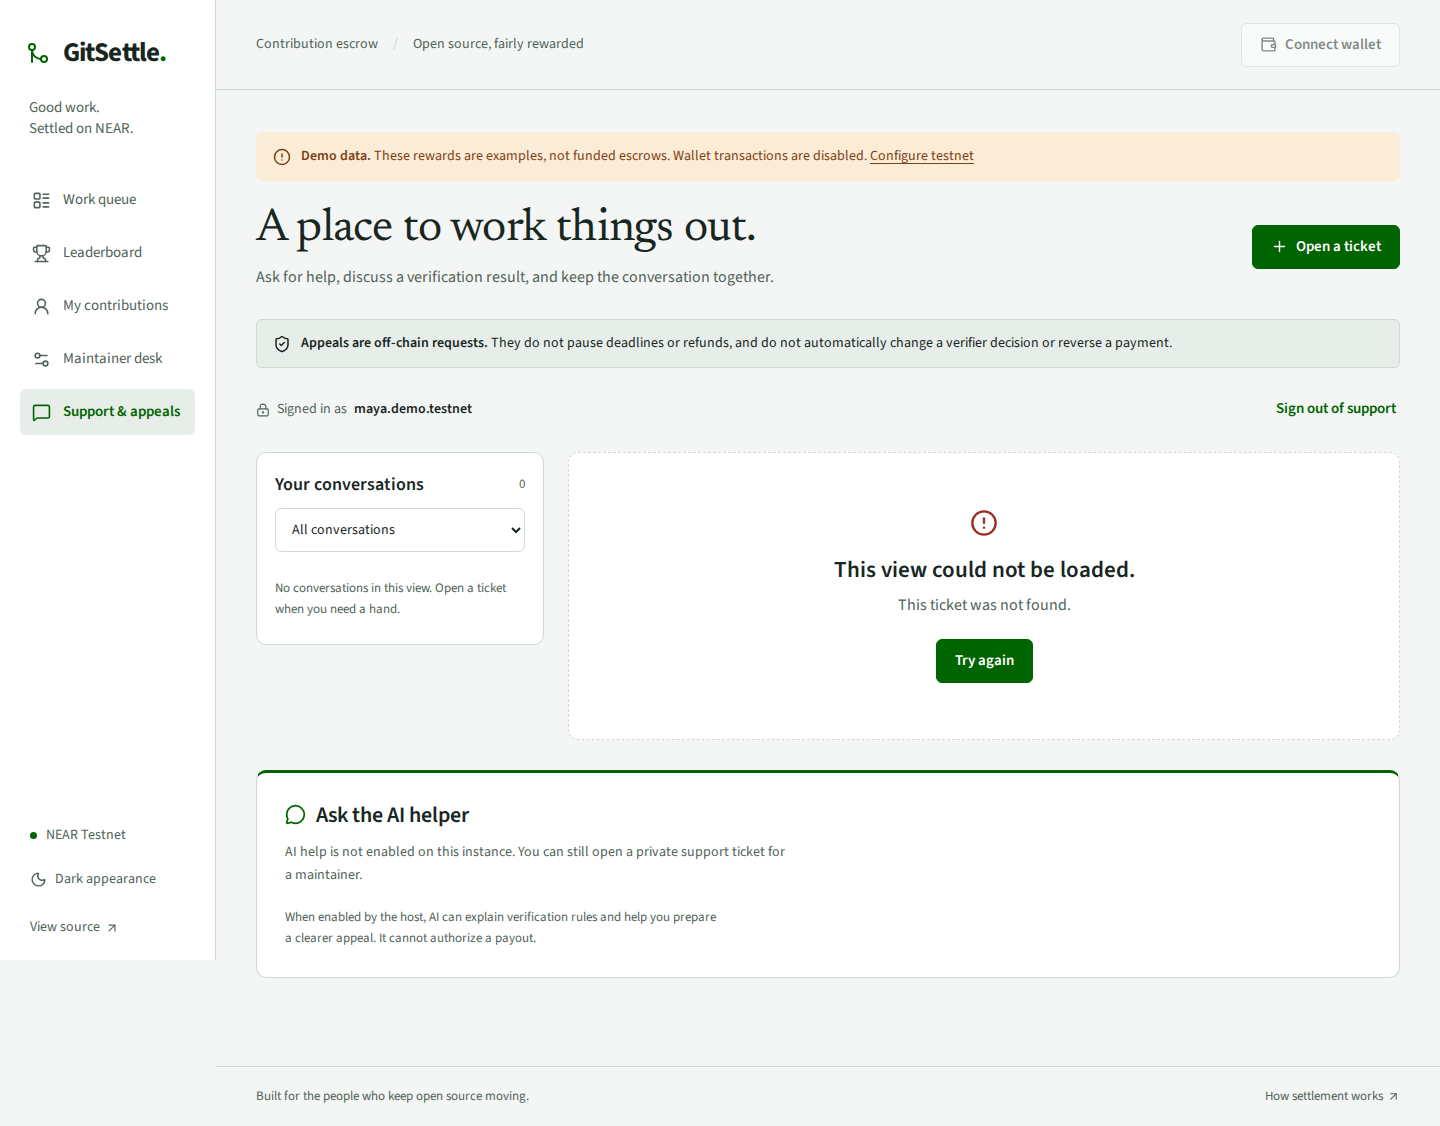 GitSettle.
Good work.
Settled on NEAR.
Work queue
Leaderboard
My contributions
Maintainer desk
Support & appeals
NEAR Testnet
Dark appearance
View source
Contribution escrow / Open source, fairly rewarded
Connect wallet
Demo data. These rewards are examples, not funded escrows. Wallet transactions are disabled. Configure testnet
A place to work things out.
Ask for help, discuss a verification result, and keep the conversation together.
Open a ticket
Appeals are off-chain requests. They do not pause deadlines or refunds, and do not automatically change a verifier decision or reverse a payment.
Signed in as maya.demo.testnet
Sign out of support
Your conversations 0
All conversations
No conversations in this view. Open a ticket
when you need a hand.
This view could not be loaded.
This ticket was not found.
Try again
Ask the AI helper
AI help is not enabled on this instance. You can still open a private support ticket for
a maintainer.
When enabled by the host, AI can explain verification rules and help you prepare
a clearer appeal. It cannot authorize a payout.
Built for the people who keep open source moving.
How settlement works